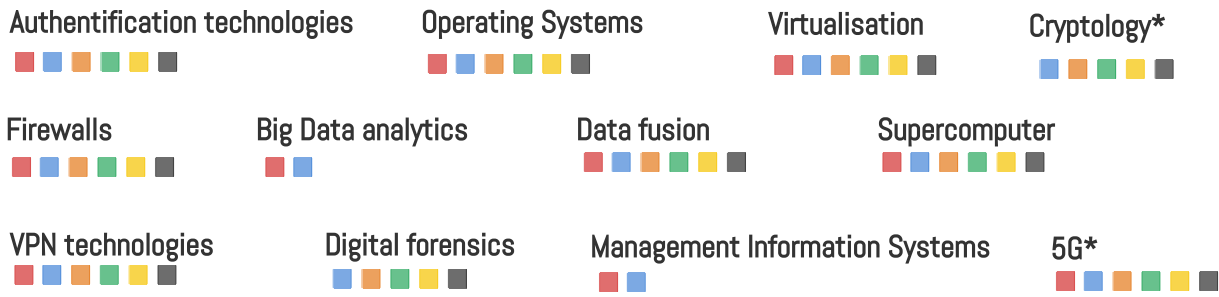 Authentification technologies
Operating Systems
Virtualisation
Cryptology*
Firewalls
Big Data analytics
Data fusion
Supercomputer
VPN technologies
Digital forensics
Management Information Systems
5G*